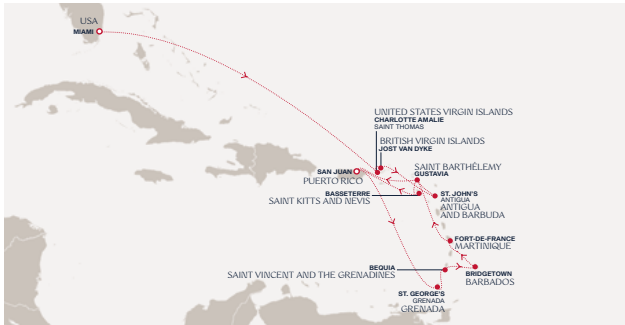 USA
MIAMI
UNITED STATES VIRGIN ISLANDS
CHARLOTTE AMALIE
SAINT THOMAS
BRITISH VIRGIN ISLANDS
JOST VAN DYKE
SAN JUAN
PUERTO RICO
SAINT BARTHÉLEMY
GUSTAVIA
BASSETERRE
SAINT KITTS AND NEVIS
ST. JOHN'S
ANTIGUA
ANTIGUA
AND BARBUDA
FORT-DE-FRANCE
MARTINIQUE
BEQUIA
SAINT VINCENT AND THE GRENADINES
BRIDGETOWN
BARBADOS
ST. GEORGE'S
GRENADA
GRENADA